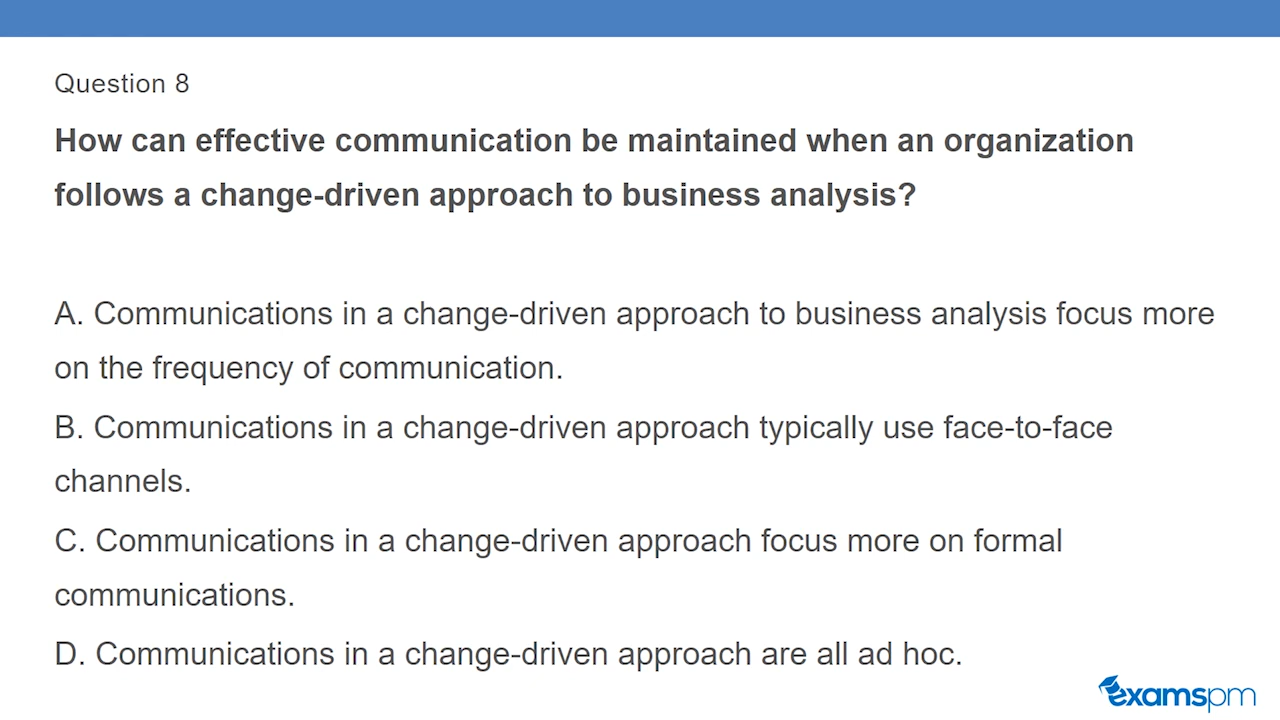 Question 8
How can effective communication be maintained when an organization
follows a change-driven approach to business analysis?
A. Communications in a change-driven approach to business analysis focus more
on the frequency of communication.
B. Communications in a change-driven approach typically use face-to-face
channels.
C. Communications in a change-driven approach focus more on formal
communications.
D. Communications in a change-driven approach are all ad hoc.
examspm